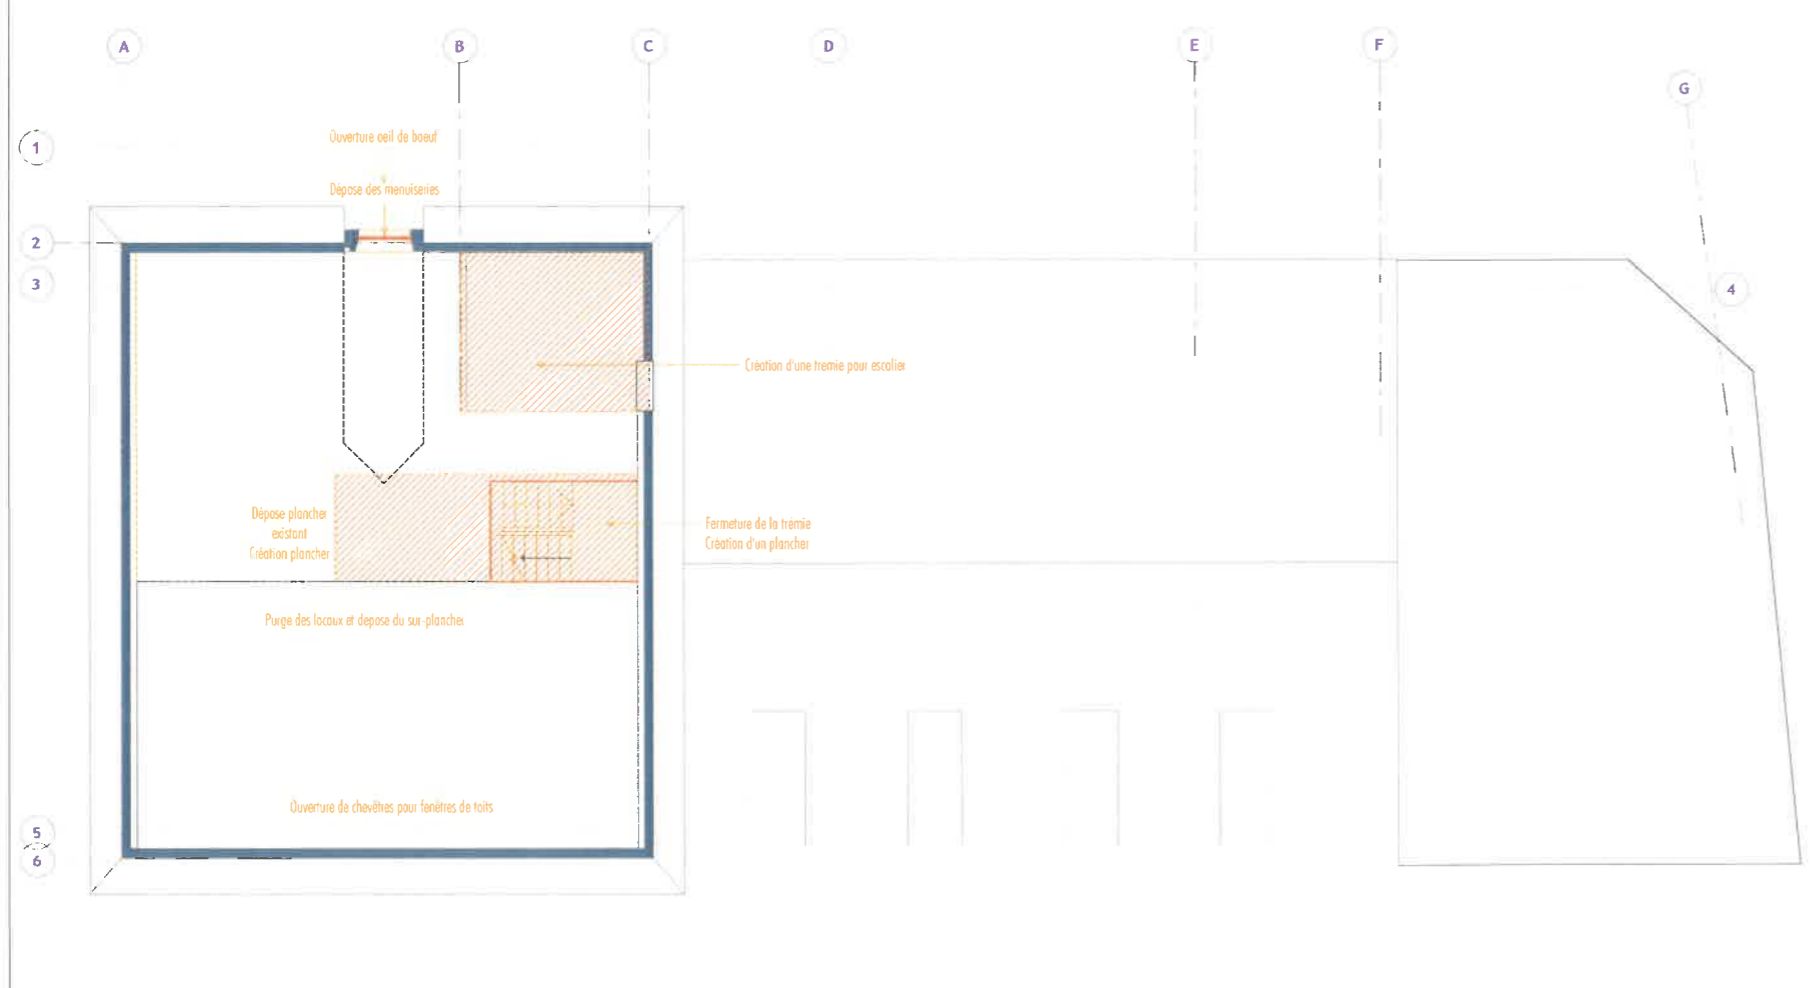 A
B
C
D
E
F
G
1
Ouverture oeil de boeuf
Dépose des menuiseries
2
3
4
Création d'une tremie pour escalier
Dépose plancher
existant
Création plancher
Fermeture de la trémie
Création d'un plancher
Purge des locaux et depose du sur-plancher
Ouverture de chevêtres pour fenêtres de toits
5
6